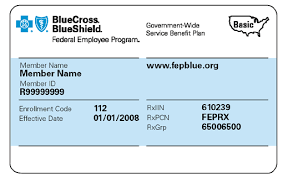 BlueCross.
BlueShield.
Federal Employee Program.
Government-Wide
Service Benefit Plan
Basic
Member Name
Member Name
Member ID
R99999999
www.fepblue.org
Enrollment Code 112
Effective Date 01/01/2008
RxIIN 610239
RxPCN FEPRX
RxGrp 65006500